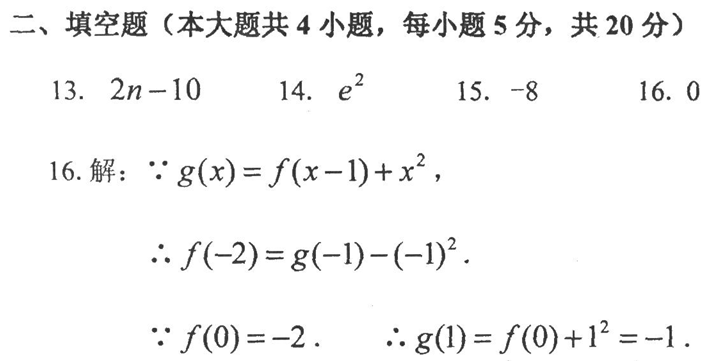 二、填空题（本大题共 4 小题，每小题 5 分，共 20 分）
13. 2n－10 14. e² 15. -8 16. 0
16. 解：∵ g(x) = f(x－1) + x²，
∴ f(−2) = g(−1) − (−1)².
∵ f(0) = −2. ∴ g(1) = f(0) + 1² = −1.